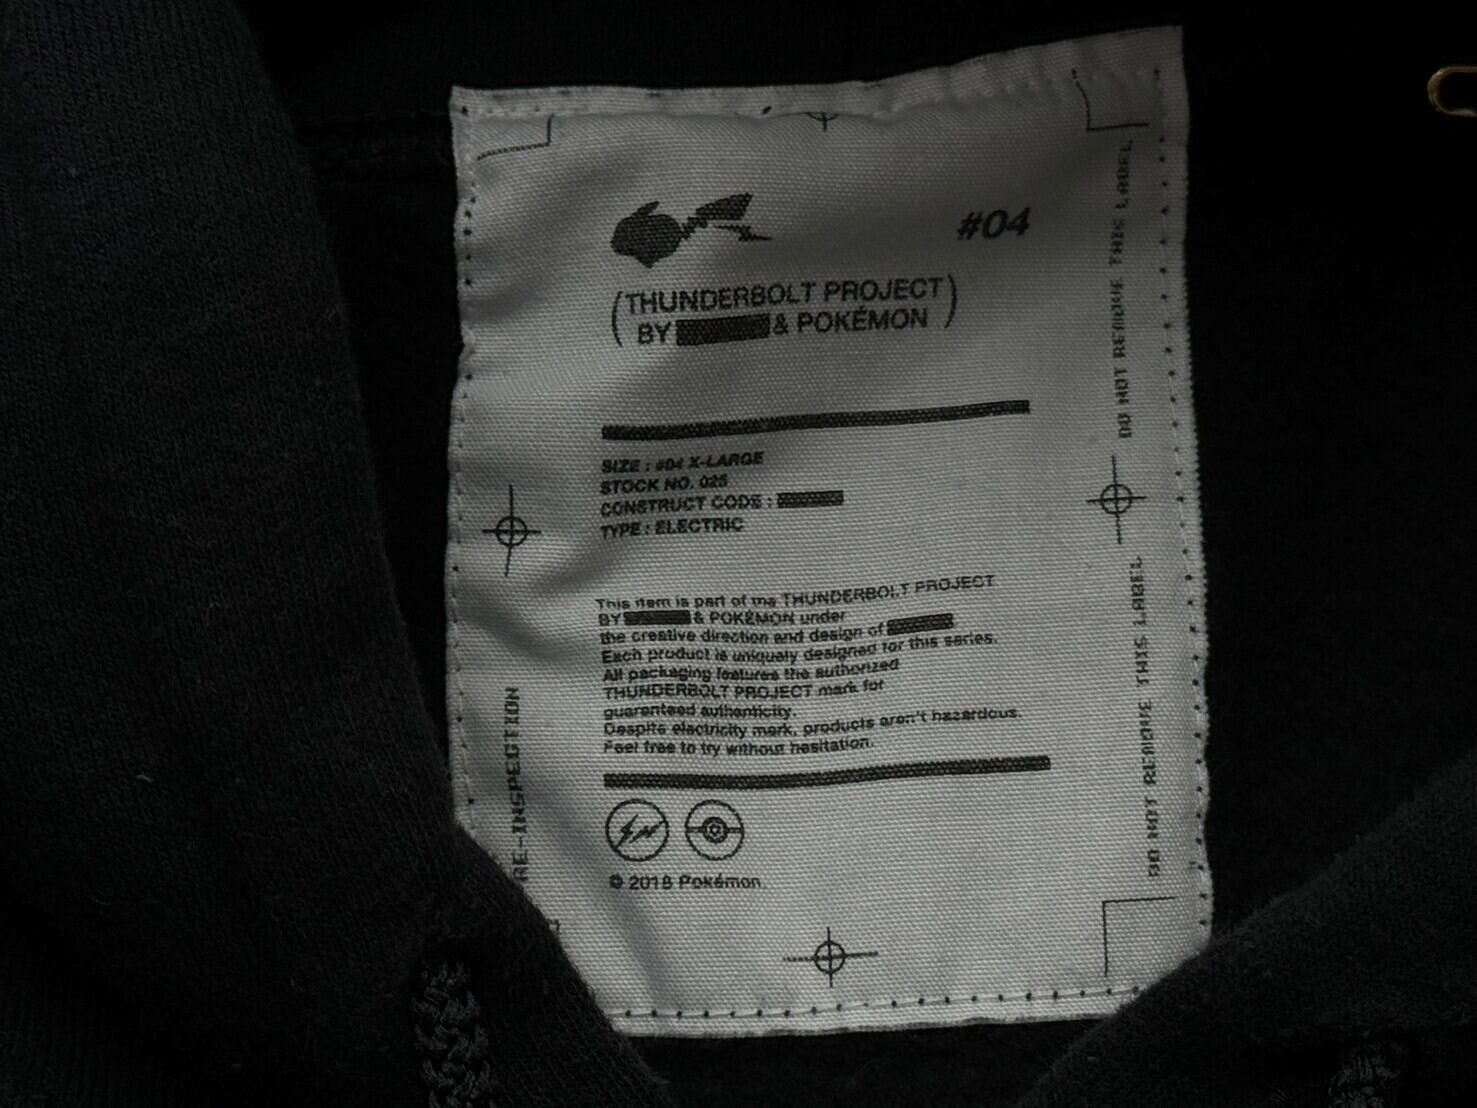 #04
(THUNDERBOLT PROJECT
BY & POKÉMON)
SIZE : #04 X-LARGE
STOCK NO. 025
CONSTRUCT CODE :
TYPE : ELECTRIC
This item is part of the THUNDERBOLT PROJECT
BY & POKÉMON under
the creative direction and design of
Each product is uniquely designed for this series.
All packaging features the authorized
THUNDERBOLT PROJECT mark for
guaranteed authenticity.
Despite electricity mark, products aren't hazardous.
Feel free to try without hesitation.
© 2018 Pokémon.
RE-INSPECTION
DO NOT REMOVE THIS LABEL
DO NOT REMOVE THIS LABEL